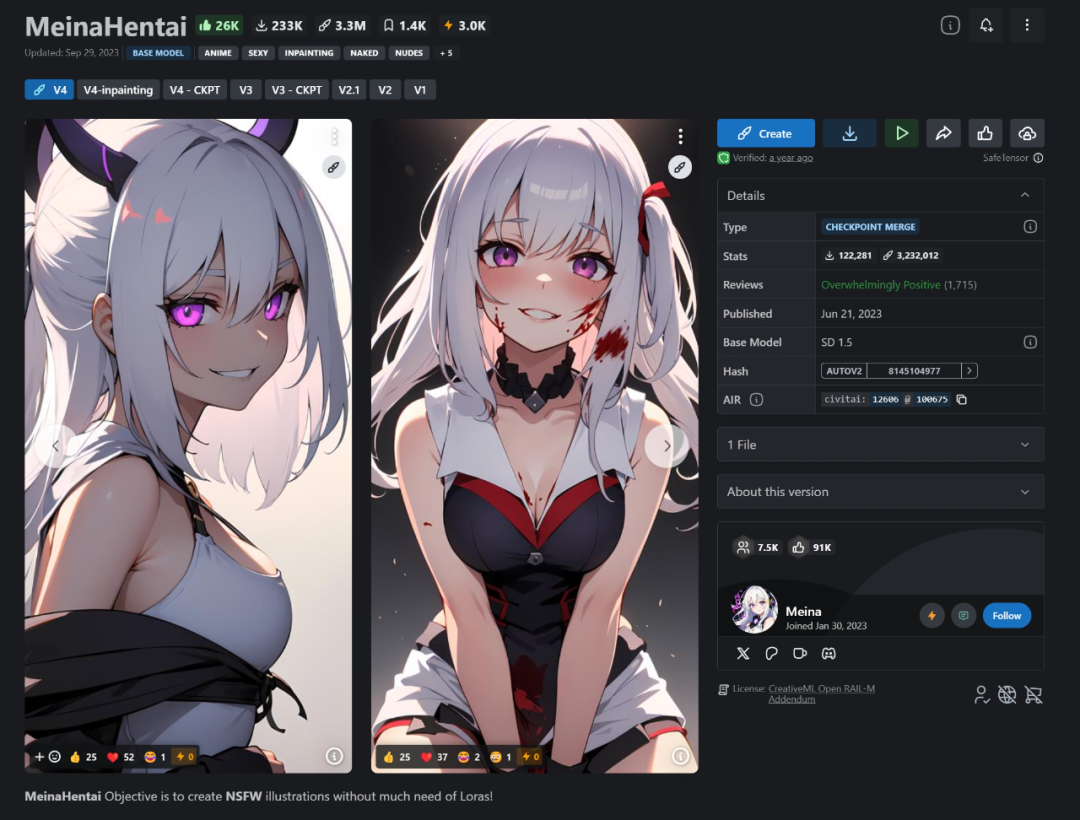 MeinaHentai 26K 233K 3.3M 1.4K 3.0K
Updated: Sep 29, 2023 BASE MODEL ANIME SEXY INPAINTING NAKED NUDES + 5
V4 V4-inpainting V4 - CKPT V3 V3 - CKPT V2.1 V2 V1
Create
Verified: a year ago SafeTensor
Details
Type CHECKPOINT MERGE
Stats 122,281 3,232,012
Reviews Overwhelmingly Positive (1,715)
Published Jun 21, 2023
Base Model SD 1.5
Hash AUTOV2 8145104977
AIR civitai: 12606 @ 100675
1 File
About this version
7.5K 91K
Meina
Joined Jan 30, 2023
Follow
License: CreativeML Open RAIL-M
Addendum
25 52 1 0
25 37 2 1 0
MeinaHentai Objective is to create NSFW illustrations without much need of Loras!